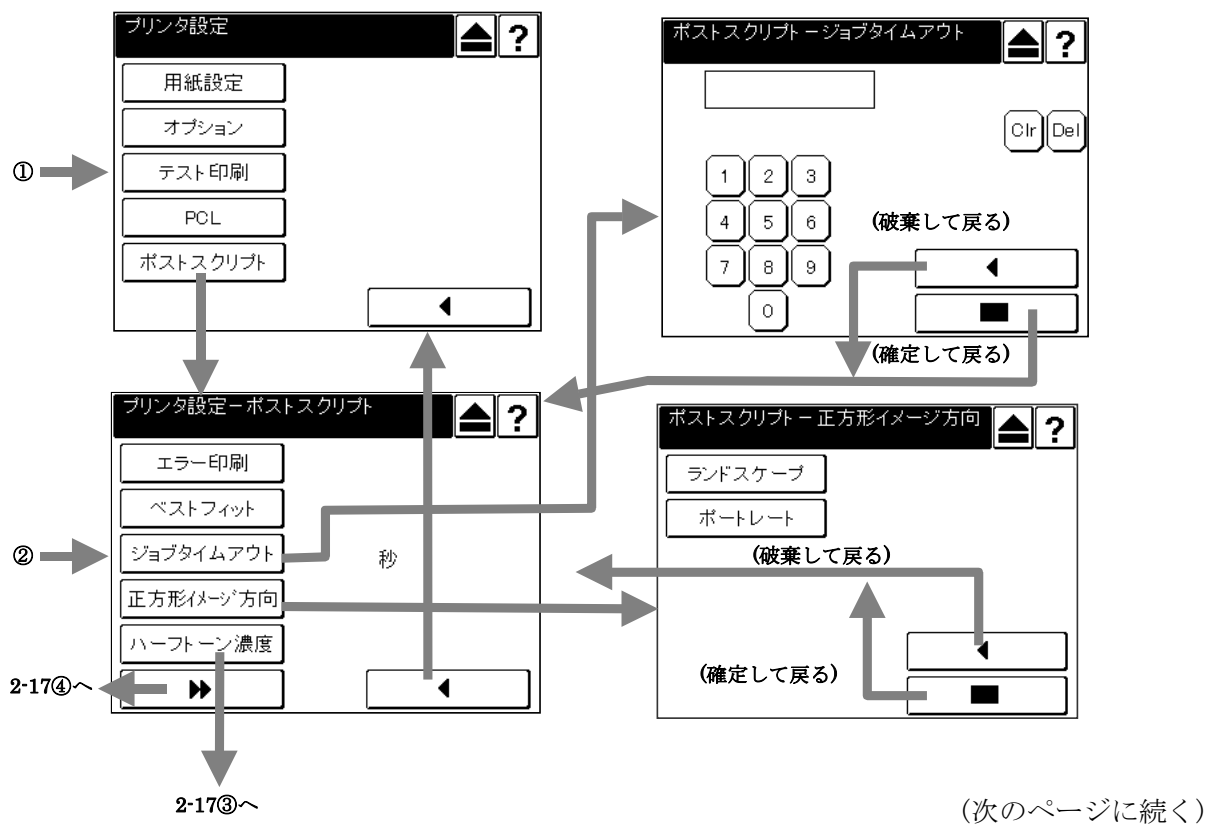 プリンタ設定
?
用紙設定
オプション
①
テスト印刷
PCL
ポストスクリプト
ポストスクリプト－ジョブタイムアウト
?
Clr Del
1 2 3
4 5 6
(破棄して戻る)
7 8 9
0
(確定して戻る)
プリンタ設定－ポストスクリプト
?
エラー印刷
ベストフィット
②
ジョブタイムアウト
秒
正方形イメージ方向
ハーフトーン濃度
2-17④へ
2-17③へ
ポストスクリプト－正方形イメージ方向
?
ランドスケープ
ポートレート
(破棄して戻る)
(確定して戻る)
(次のページに続く)